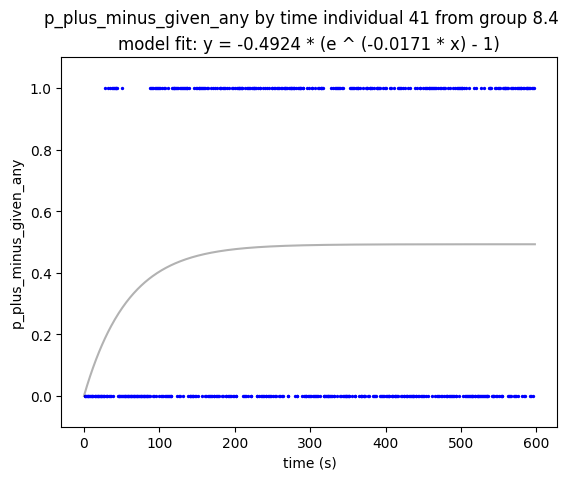 p_plus_minus_given_any by time individual 41 from group 8.4
model fit: y = -0.4924 * (e ^ (-0.0171 * x) - 1)
p_plus_minus_given_any
1.0
0.8
0.6
0.4
0.2
0.0
0 100 200 300 400 500 600
time (s)